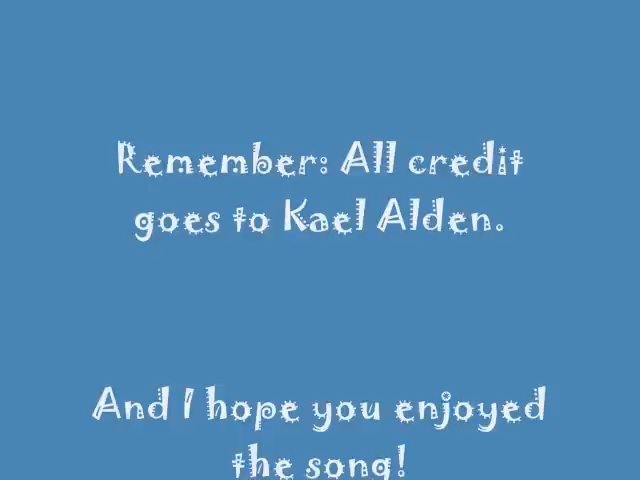 Remember: All credit
goes to Kael Alden.
And I hope you enjoyed
the song!